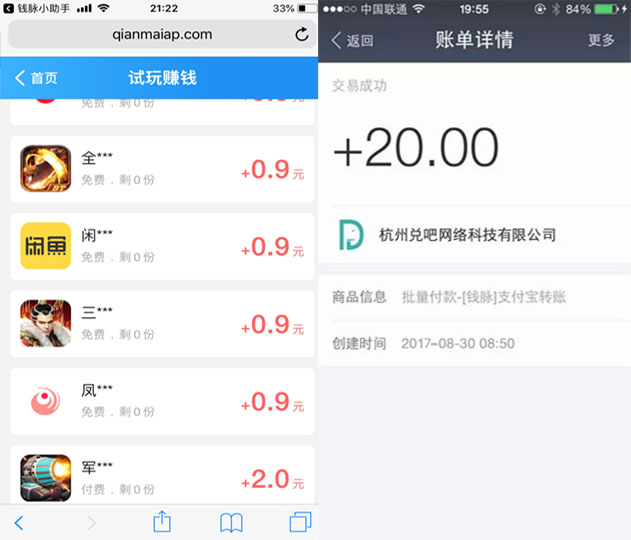 钱脉小助手
21:22
33%
qianmaiap.com
首页
试玩赚钱
免费 . 剩0份
全***
免费 . 剩0份
+0.9元
闲鱼
闲***
免费 . 剩0份
+0.9元
三***
免费 . 剩0份
+0.9元
凤***
免费 . 剩0份
+0.9元
军***
付费 . 剩0份
+2.0元
中国联通
19:55
84%
返回
账单详情
更多
交易成功
+20.00
杭州兑吧网络科技有限公司
商品信息 批量付款-[钱脉]支付宝转账
创建时间 2017-08-30 08:50